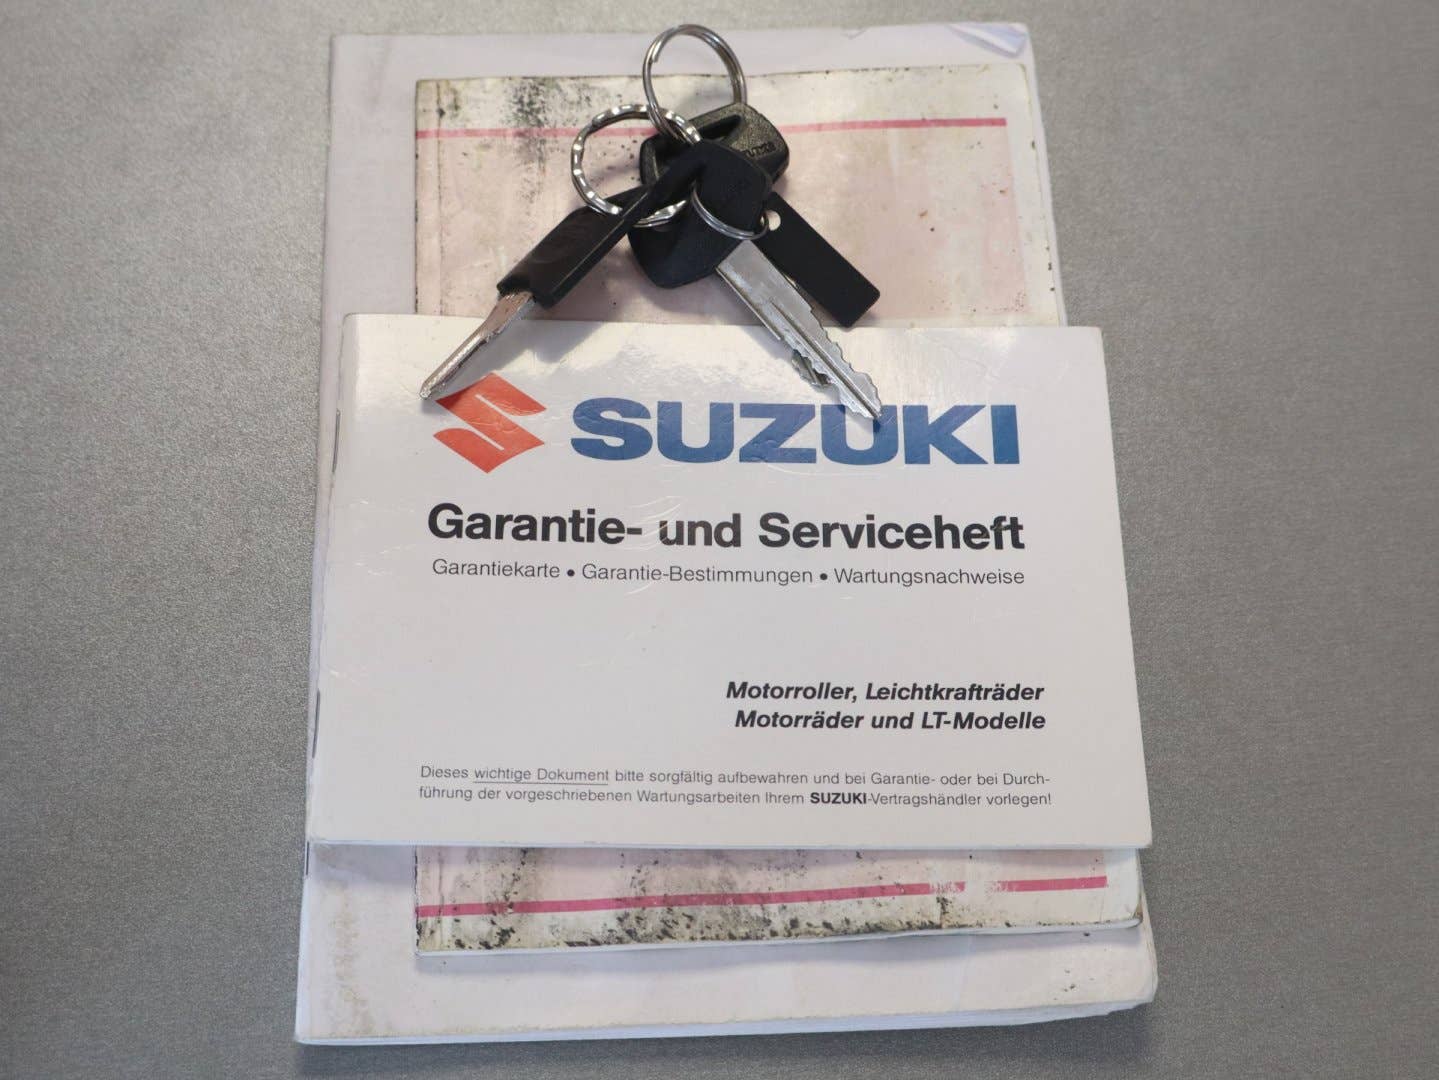 SUZUKI
Garantie- und Serviceheft
Garantiekarte • Garantie-Bestimmungen • Wartungsnachweise
Motorroller, Leichtkrafträder
Motorräder und LT-Modelle
Dieses wichtige Dokument bitte sorgfältig aufbewahren und bei Garantie- oder bei Durch-
führung der vorgeschriebenen Wartungsarbeiten Ihrem SUZUKI-Vertragshändler vorlegen!